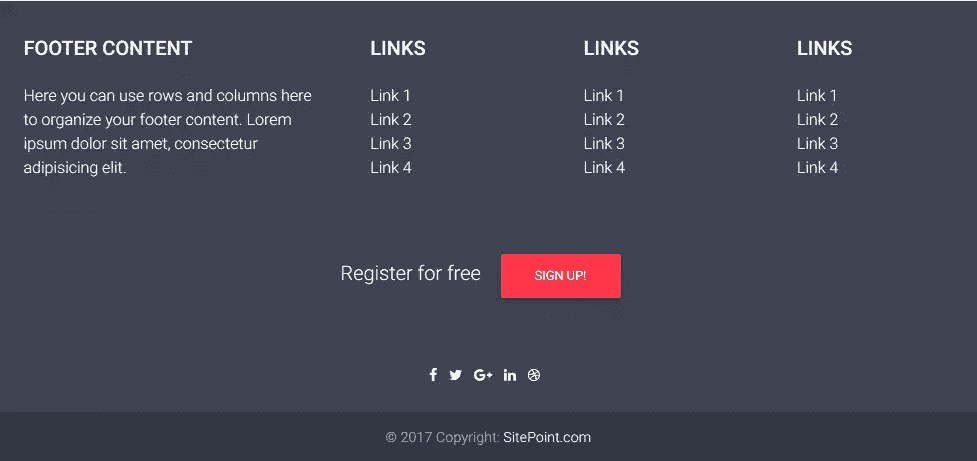 FOOTER CONTENT
Here you can use rows and columns here
to organize your footer content. Lorem
ipsum dolor sit amet, consectetur
adipisicing elit.
LINKS
Link 1
Link 2
Link 3
Link 4
LINKS
Link 1
Link 2
Link 3
Link 4
LINKS
Link 1
Link 2
Link 3
Link 4
Register for free SIGN UP!
© 2017 Copyright: SitePoint.com